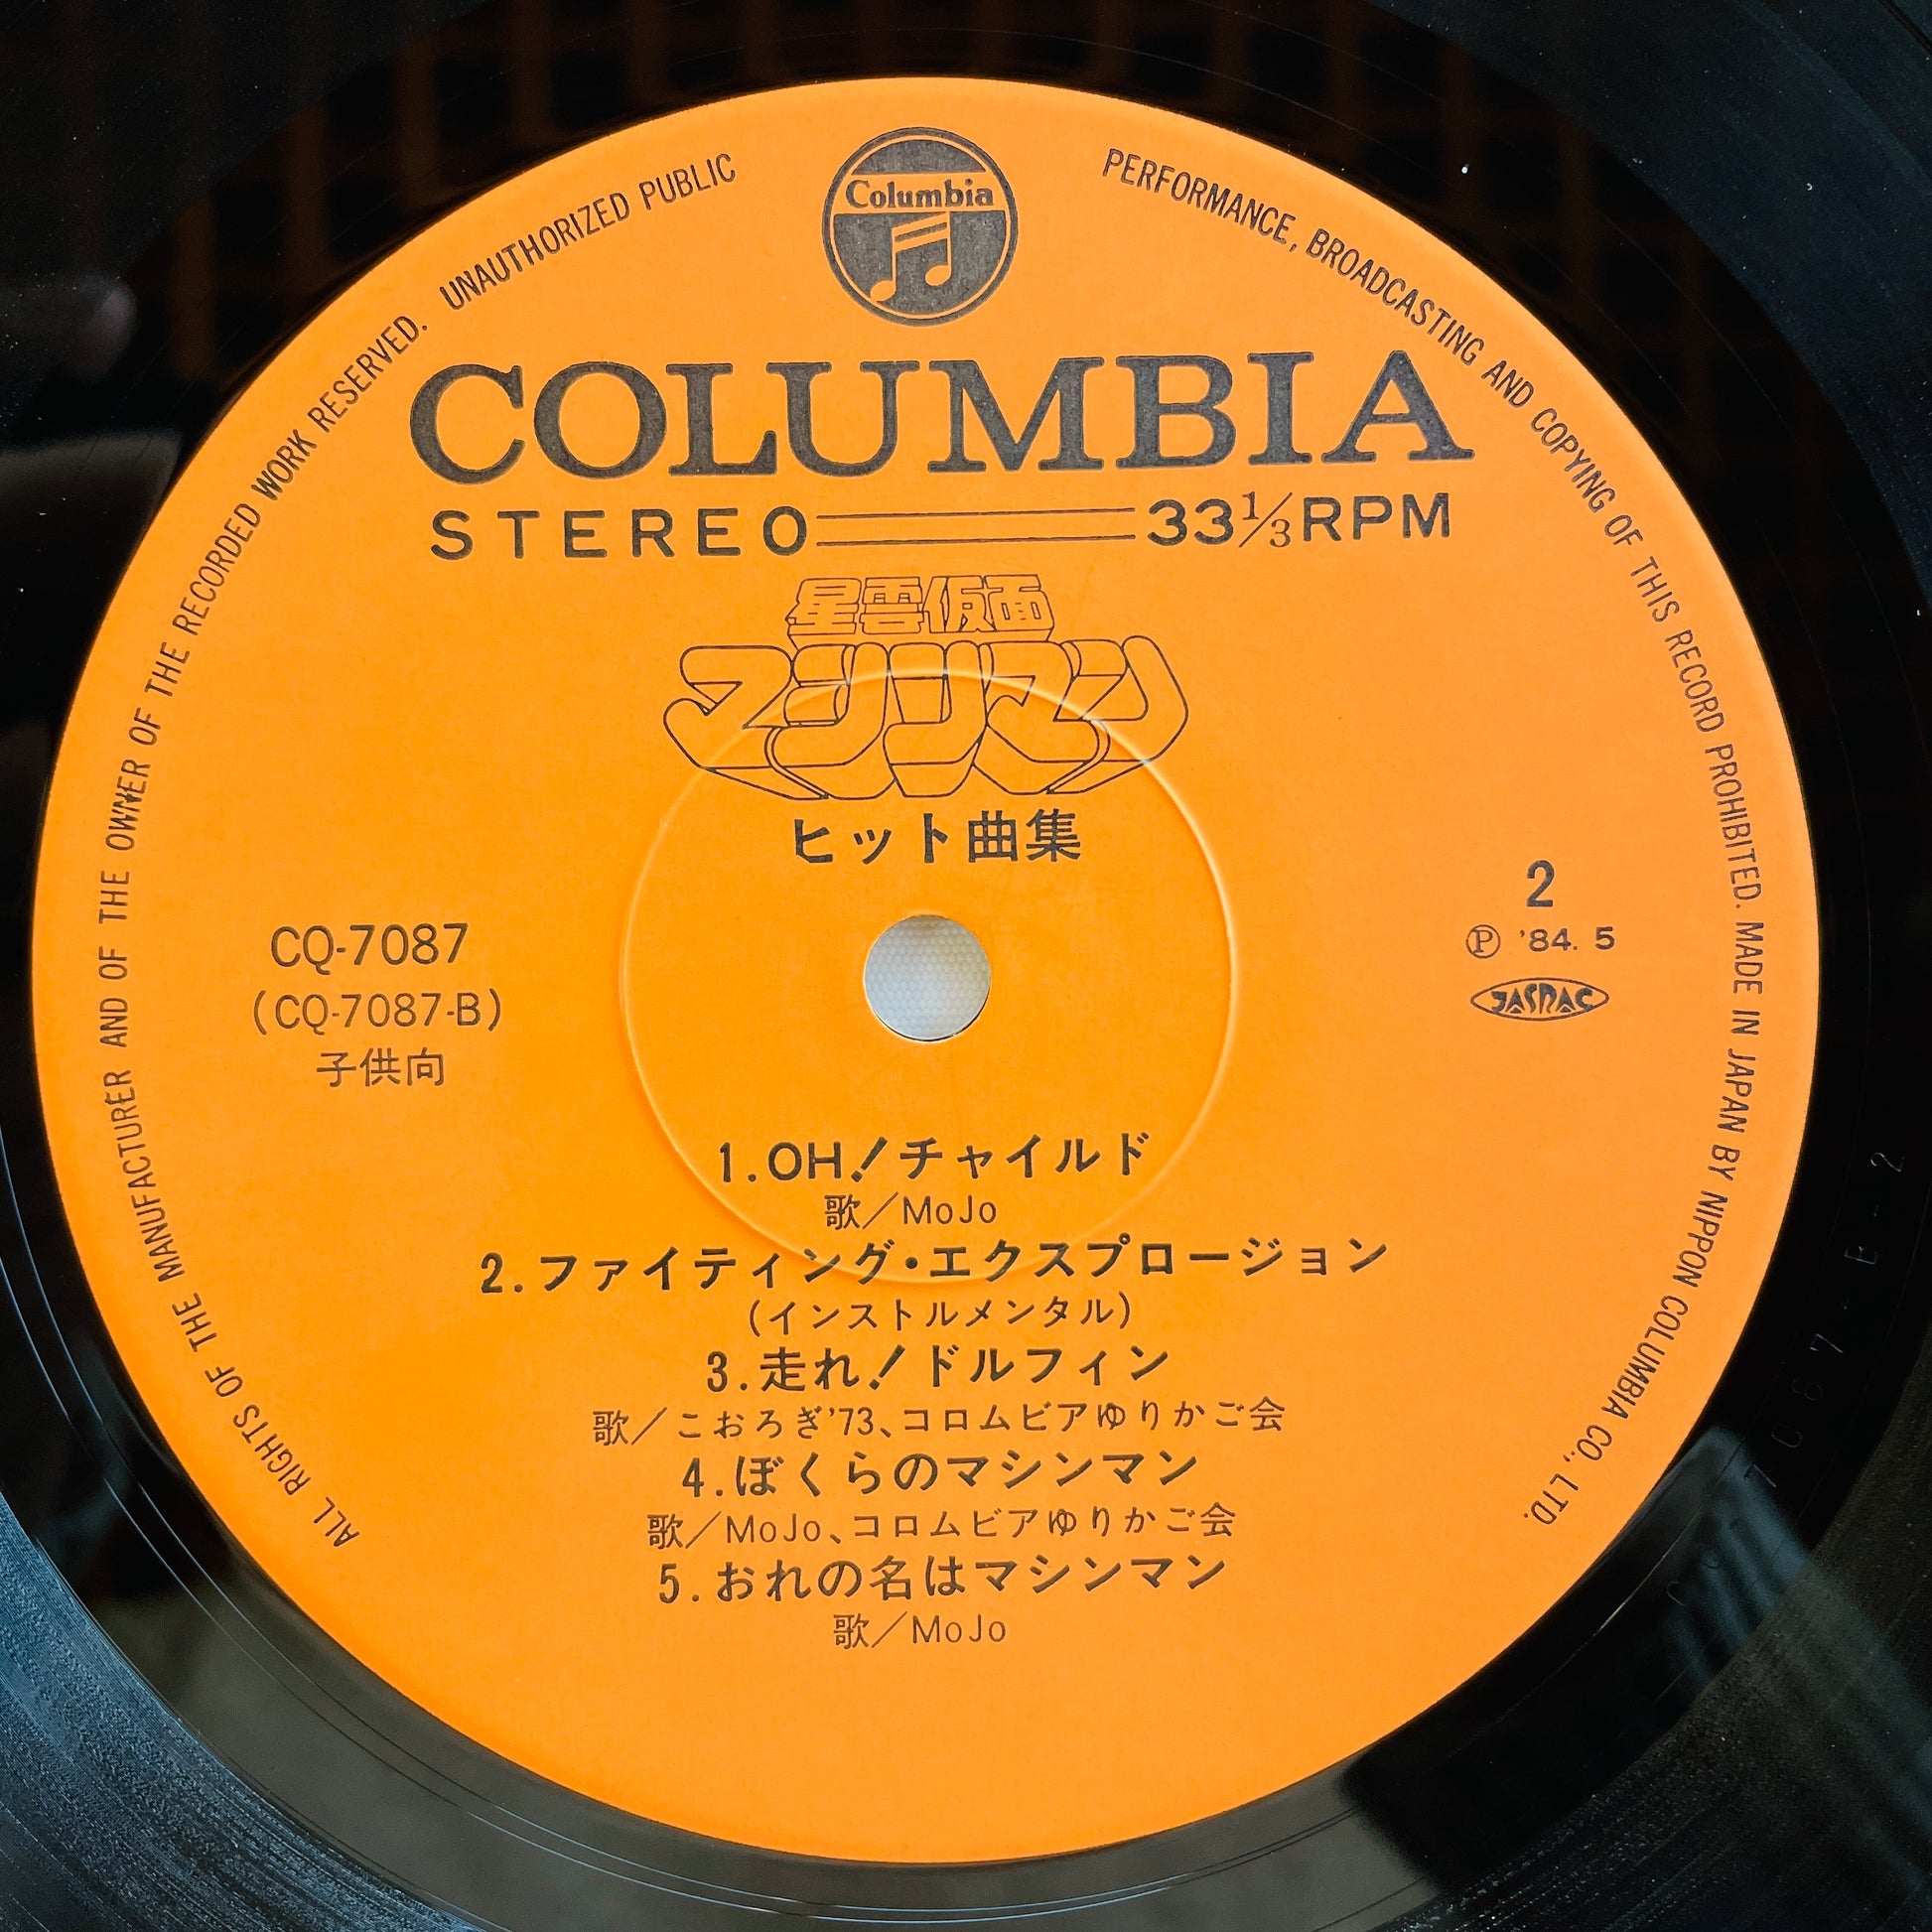 ALL RIGHTS OF THE MANUFACTURER AND OF THE OWNER OF THE RECORDED WORK RESERVED. UNAUTHORIZED PUBLIC PERFORMANCE, BROADCASTING AND COPYING OF THIS RECORD PROHIBITED. MADE IN JAPAN BY NIPPON COLUMBIA CO., LTD.
Columbia
COLUMBIA
STEREO 33⅓RPM
星雲仮面
マシンマン
ヒット曲集
CQ-7087
(CQ-7087-B)
子供向
2
Ⓟ '84. 5
JASRAC
1.OH!チャイルド
歌／MoJo
2.ファイティング・エクスプロージョン
(インストルメンタル)
3.走れ!ドルフィン
歌／こおろぎ'73、コロムビアゆりかご会
4.ぼくらのマシンマン
歌／MoJo、コロムビアゆりかご会
5.おれの名はマシンマン
歌／MoJo